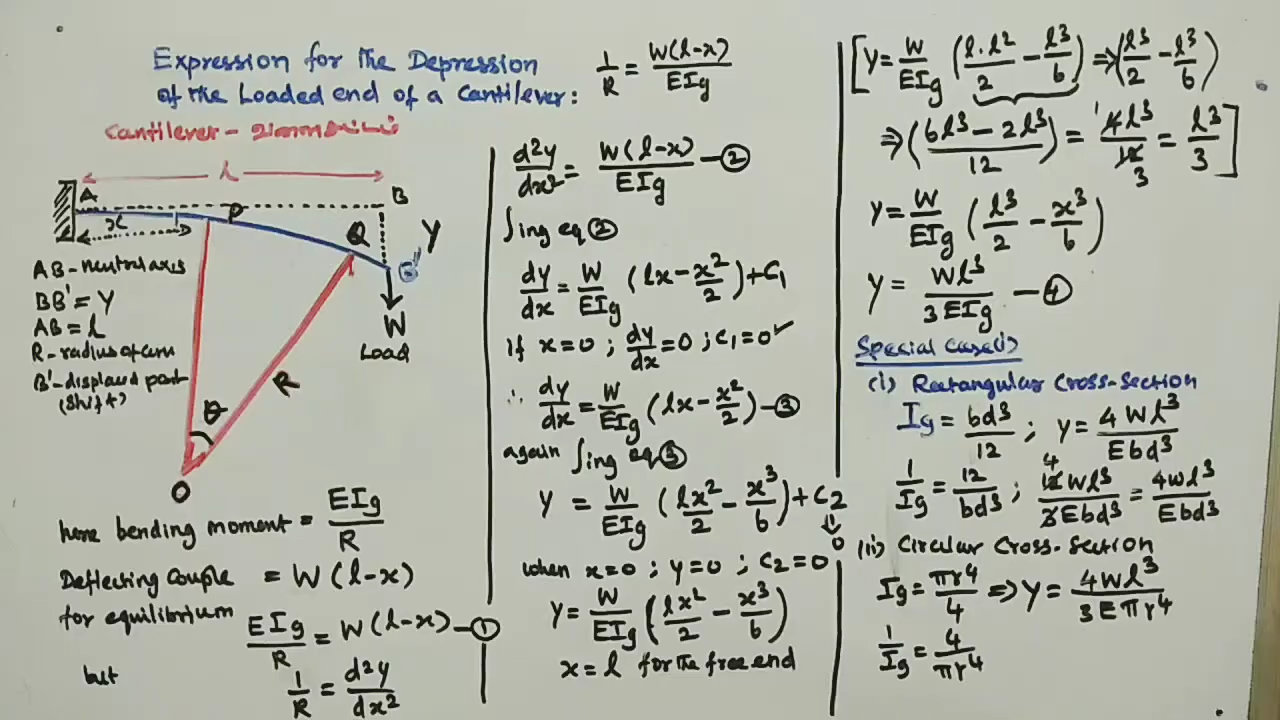 Expression for the Depression
of the Loaded end of a Cantilever:
Cantilever -
l
A
B
x
P
Q
Y
B'
W
Load
AB - neutral axis
BB' = Y
AB = l
R - radius of curv
B' - displaced post
(shift)
R
θ
O
here bending moment = EIg/R
Deflecting Couple = W(l-x)
for equilibrium
EIg/R = W(l-x) — ①
but
1/R = d²y/dx²
1/R = W(l-x)/EIg
d²y/dx² = W(l-x)/EIg — ②
∫ing eq ②
dy/dx = W/EIg (lx - x²/2) + C₁
if x=0 ; dy/dx = 0 ; C₁ = 0 ✓
∴ dy/dx = W/EIg (lx - x²/2) — ③
again ∫ing eq ③
Y = W/EIg (lx²/2 - x³/6) + C₂
⇓
0
when x=0 ; y=0 ; C₂=0
Y = W/EIg (lx²/2 - x³/6)
x = l for the free end
[Y = W/EIg (l.l²/2 - l³/6) ⇒ (l³/2 - l³/6)
⇒ (6l³ - 2l³/12) = 4l³/12 = l³/3]
1
3
Y = W/EIg (l³/2 - x³/6)
Y = Wl³/3EIg — ④
Special Case(i)
(i) Rectangular Cross-Section
Ig = bd³/12 ; y = 4Wl³/Ebd³
4
1/Ig = 12/bd³ ; 12Wl³/3Ebd³ = 4Wl³/Ebd³
(ii) Circular Cross-Section
Ig = πr⁴/4 ⇒ Y = 4Wl³/3Eπr⁴
1/Ig = 4/πr⁴